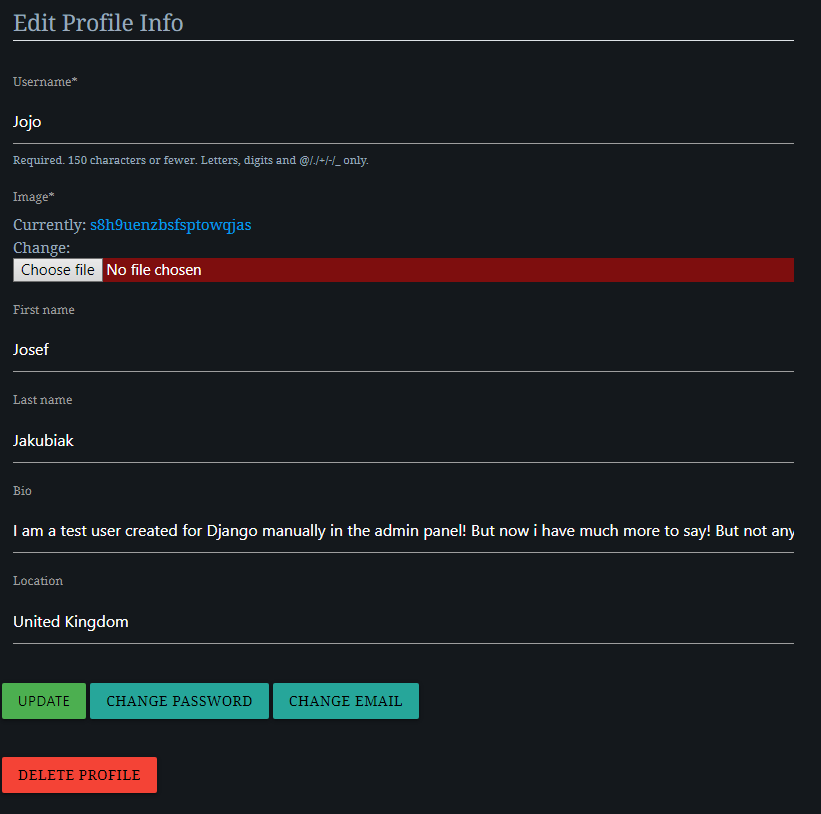 Edit Profile Info
Username*
Jojo
Required. 150 characters or fewer. Letters, digits and @/./+/-/_ only.
Image*
Currently: s8h9uenzbsfsptowqjas
Change:
Choose file No file chosen
First name
Josef
Last name
Jakubiak
Bio
I am a test user created for Django manually in the admin panel! But now i have much more to say! But not any
Location
United Kingdom
UPDATE CHANGE PASSWORD CHANGE EMAIL
DELETE PROFILE